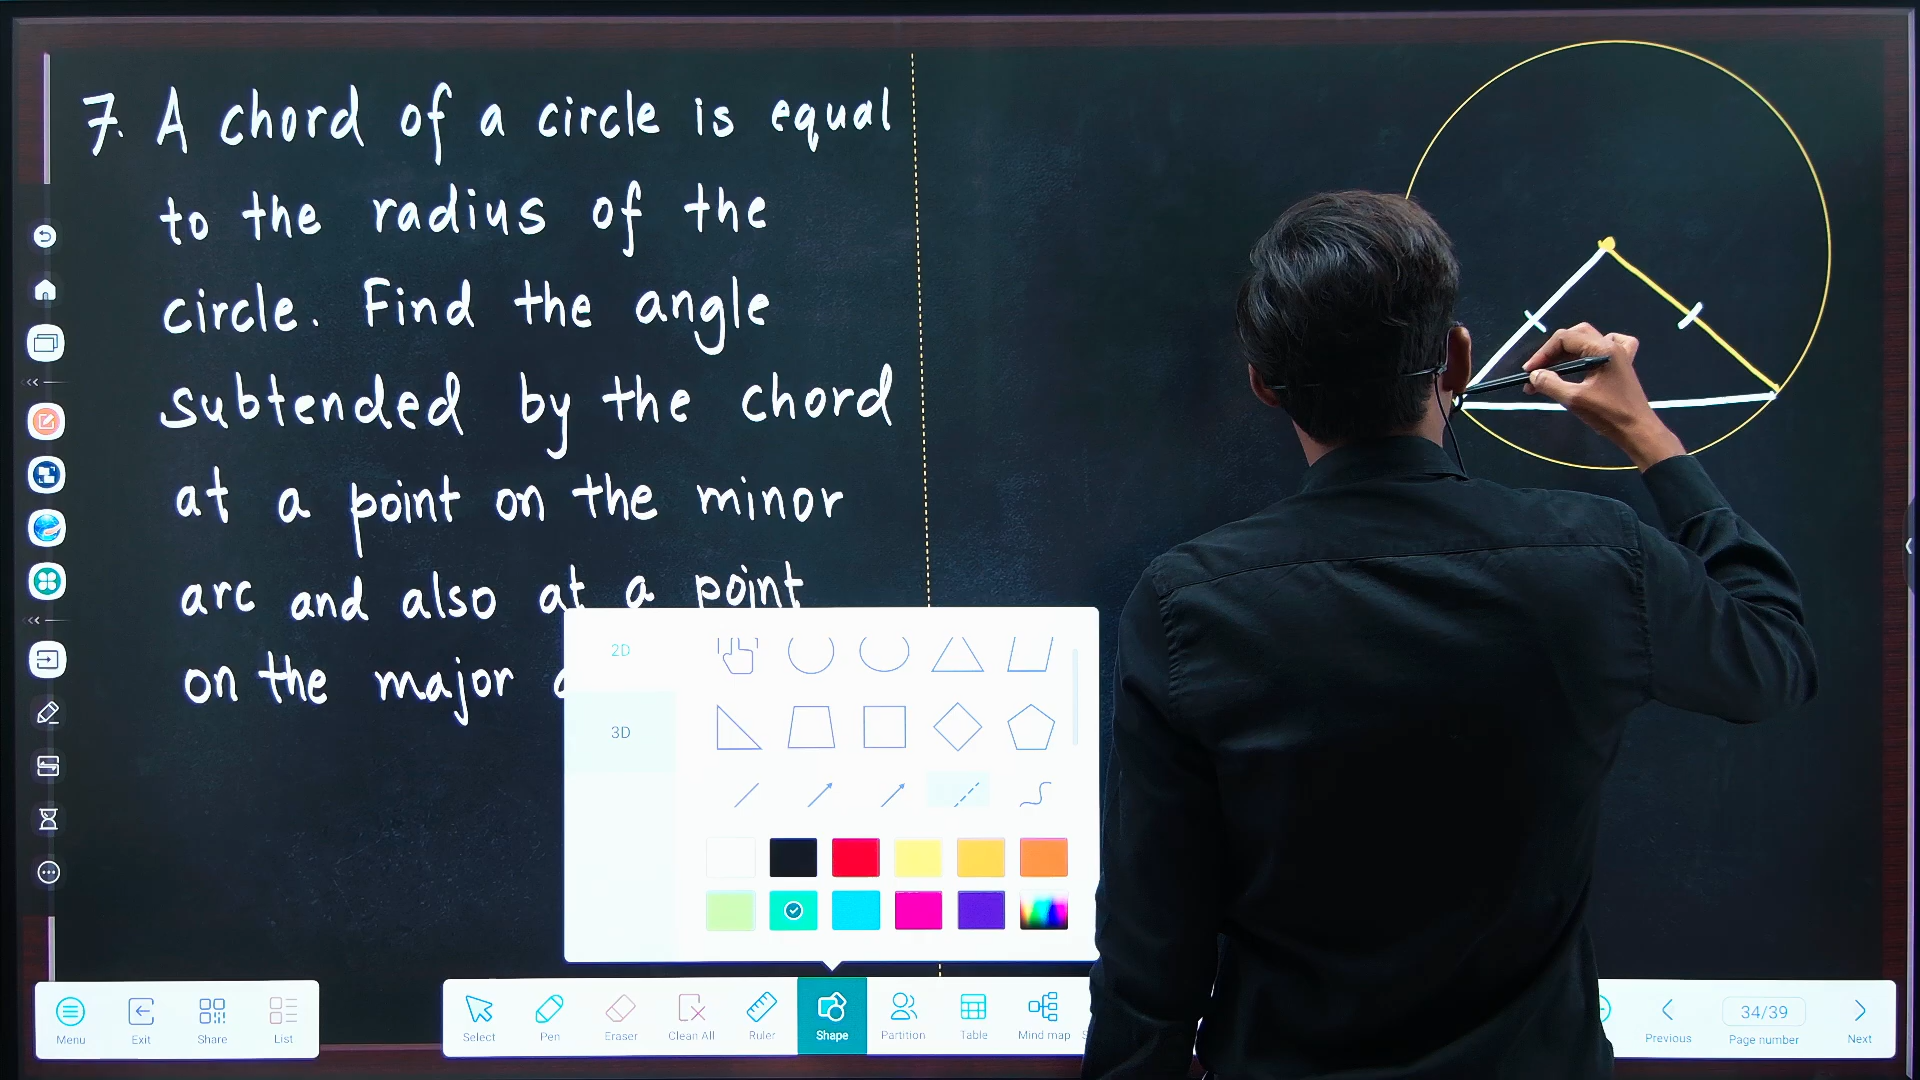 7. A chord of a circle is equal
to the radius of the
circle. Find the angle
subtended by the chord
at a point on the minor
arc and also at a point
on the major
2D
3D
Menu
Exit
Share
List
Select
Pen
Eraser
Clean All
Ruler
Shape
Partition
Table
Mind map
Previous
34/39
Page number
Next